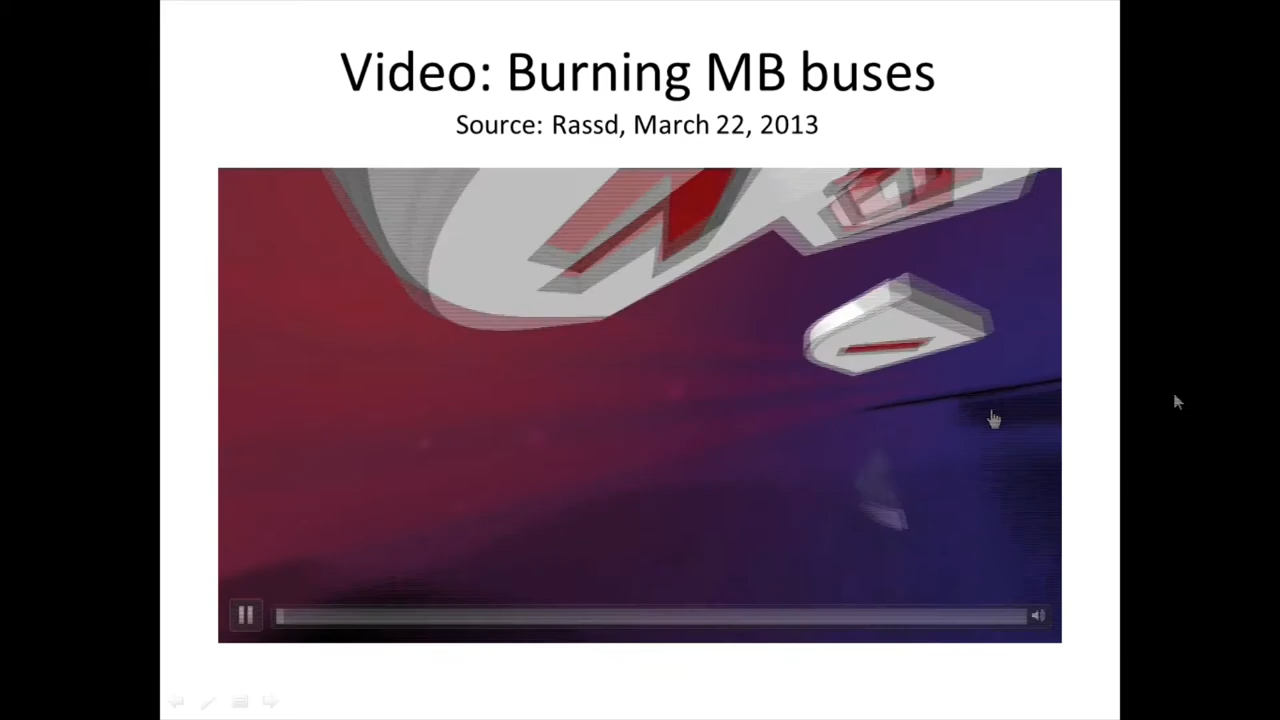 Video: Burning MB buses
Source: Rassd, March 22, 2013